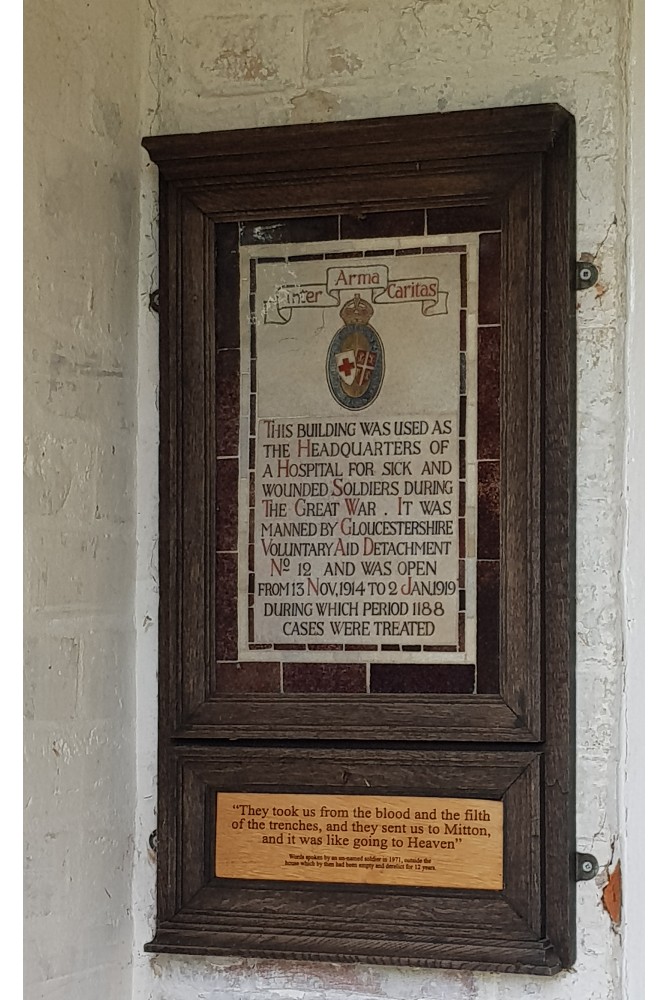 Inter Arma Caritas
THIS BUILDING WAS USED AS
THE HEADQUARTERS OF
A HOSPITAL FOR SICK AND
WOUNDED SOLDIERS DURING
THE GREAT WAR . IT WAS
MANNED BY GLOUCESTERSHIRE
VOLUNTARY AID DETACHMENT
Nº 12 AND WAS OPEN
FROM 13 NOV, 1914 TO 2 JAN.1919
DURING WHICH PERIOD 1188
CASES WERE TREATED
"They took us from the blood and the filth
of the trenches, and they sent us to Mitton,
and it was like going to Heaven"
Words spoken by an un-named soldier in 1971, outside the
house which by then had been empty and derelict for 12 years.